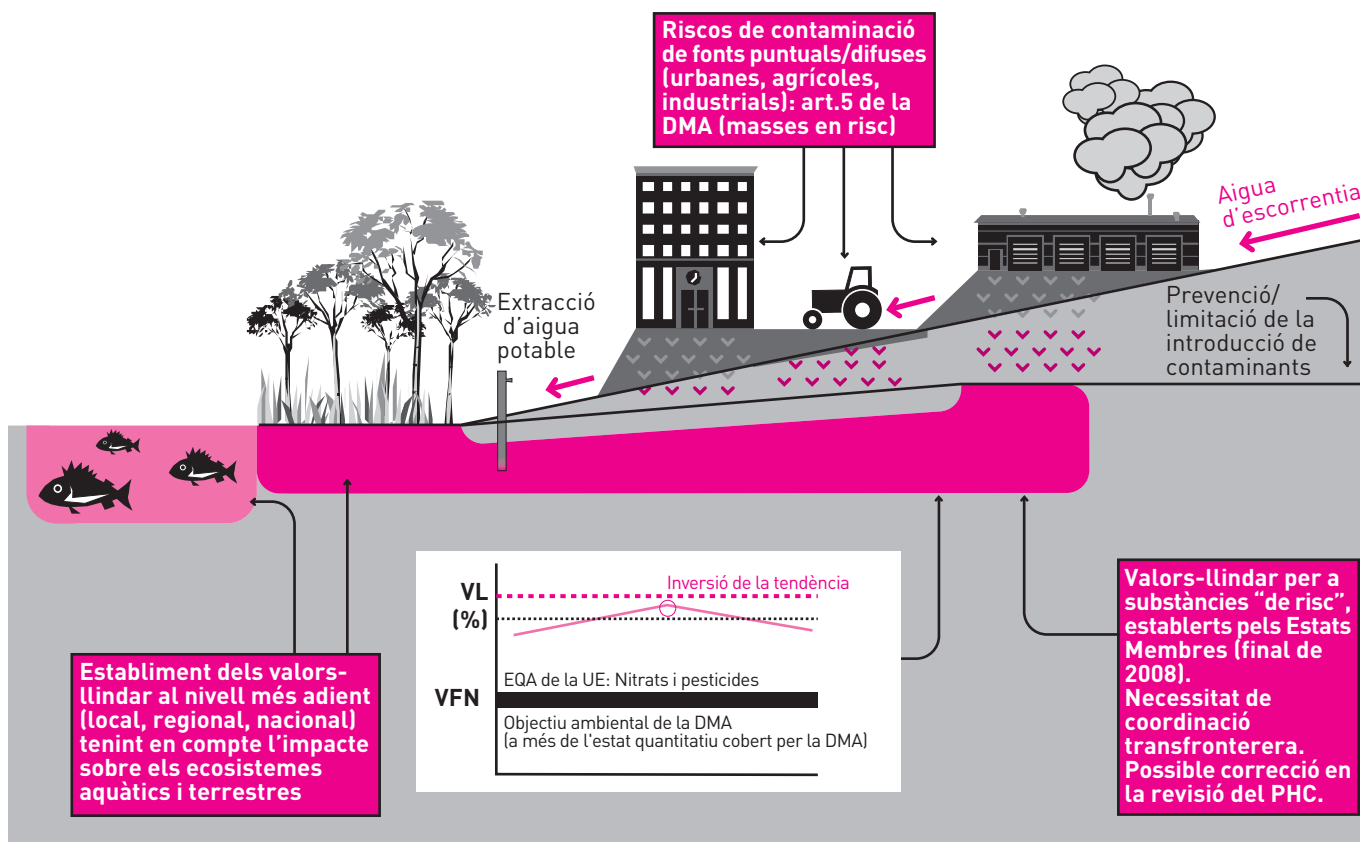 Riscos de contaminació
de fonts puntuals/difuses
(urbanes, agrícoles,
industrials): art.5 de la
DMA (masses en risc)
Aigua
d'escorrentia
Extracció
d'aigua
potable
Prevenció/
limitació de la
introducció de
contaminants
VL
(%)
Inversió de la tendència
VFN
EQA de la UE: Nitrats i pesticides
Objectiu ambiental de la DMA
(a més de l'estat quantitatiu cobert per la DMA)
Establiment dels valors-
llindar al nivell més adient
(local, regional, nacional)
tenint en compte l'impacte
sobre els ecosistemes
aquàtics i terrestres
Valors-llindar per a
substàncies "de risc",
establerts pels Estats
Membres (final de
2008).
Necessitat de
coordinació
transfronterera.
Possible correcció en
la revisió del PHC.